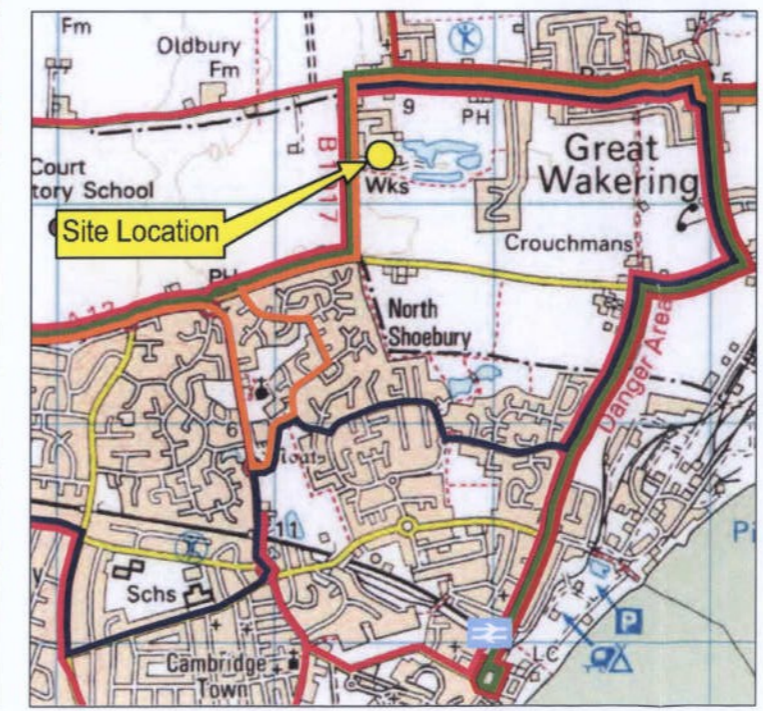 Fm
Oldbury
Fm
9
PH
5
Great
Wakering
Court
tory School
Wks
Site Location
Crouchmans
PH
North
Shoebury
Danger Area
6
11
Schs
P
LC
Cambridge
Town
Pi